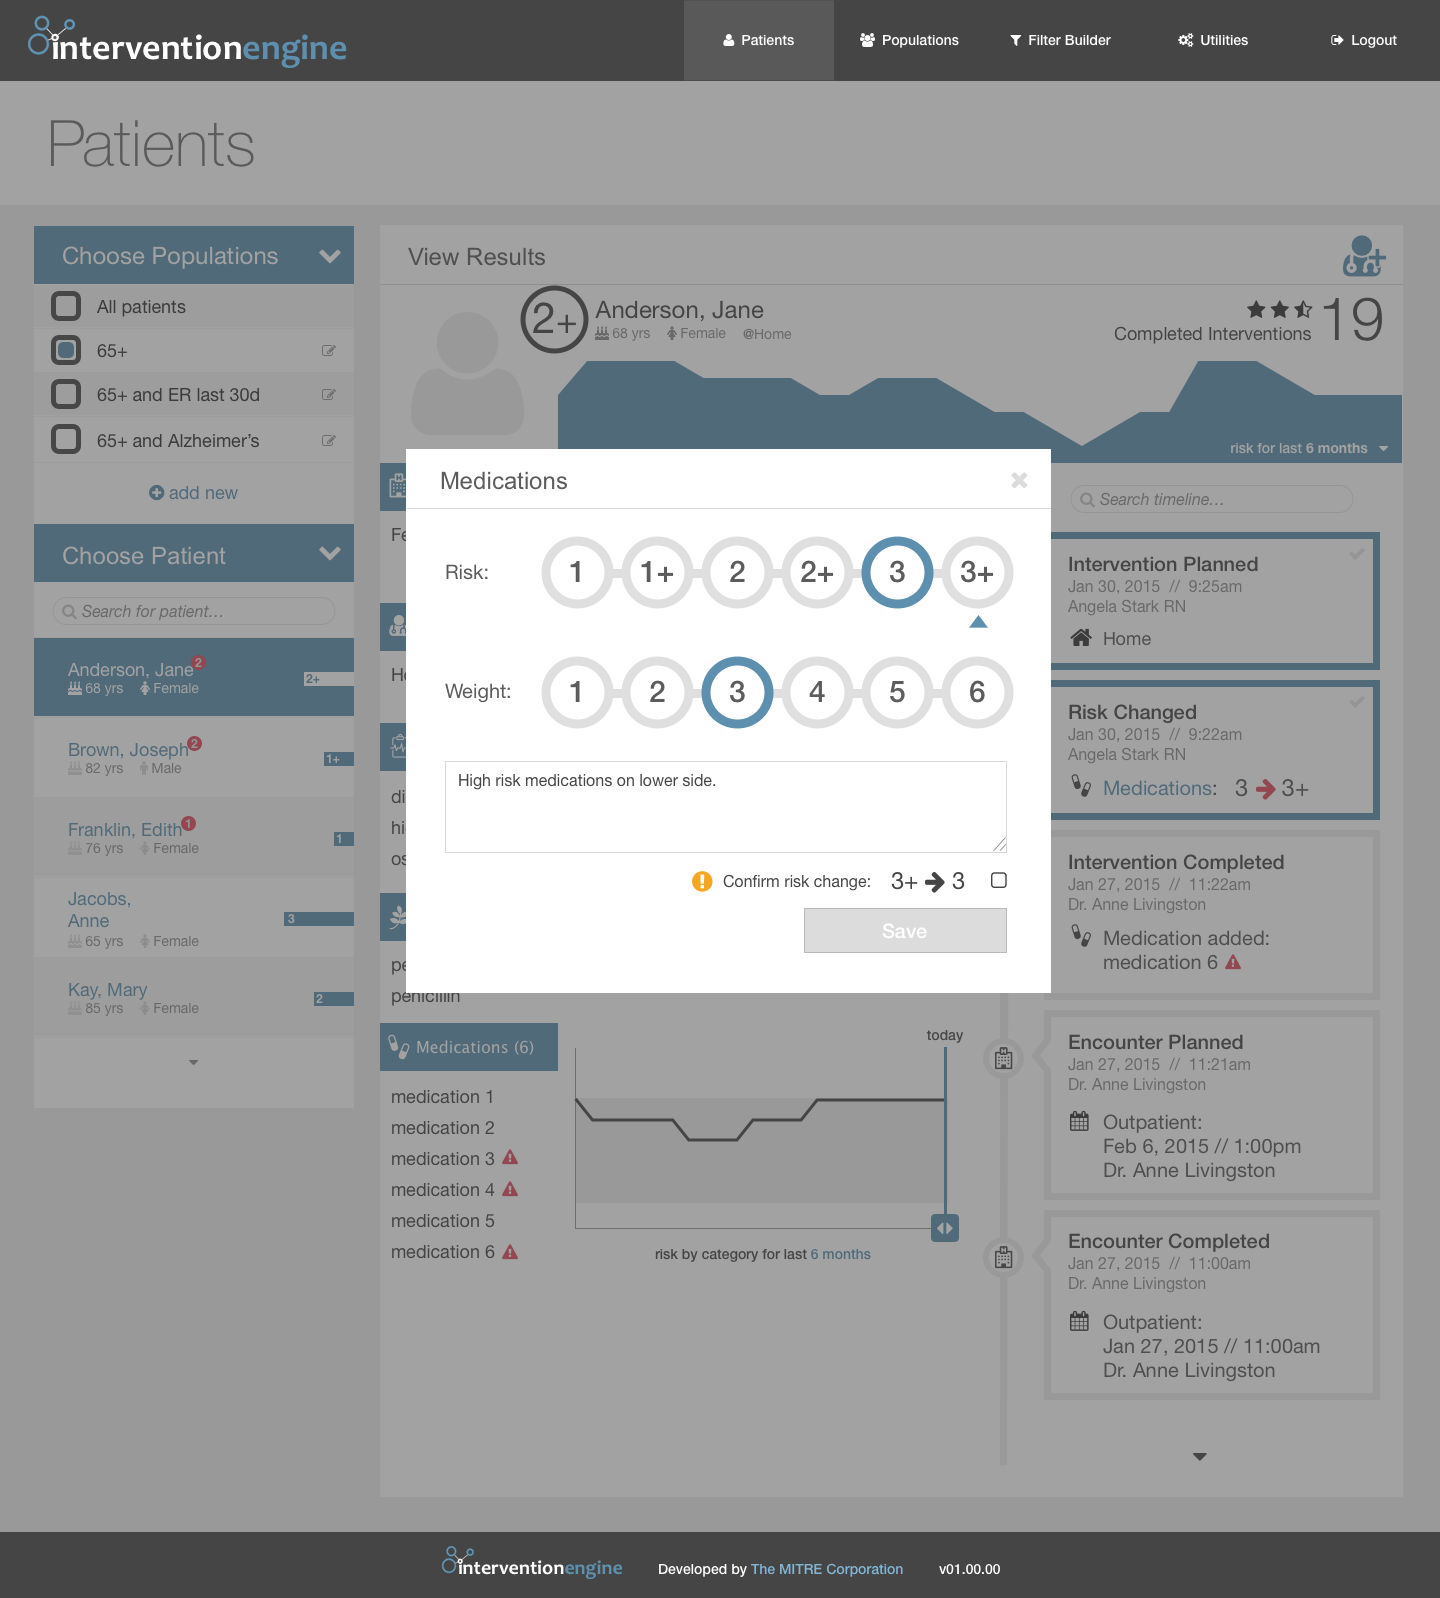 interventionengine
Patients
Populations
Filter Builder
Utilities
Logout
Patients
Choose Populations
All patients
65+
65+ and ER last 30d
65+ and Alzheimer's
add new
Choose Patient
Search for patient...
Anderson, Jane 2
68 yrs Female
2+
Brown, Joseph 2
82 yrs Male
1+
Franklin, Edith 1
76 yrs Female
1
Jacobs,
Anne
65 yrs Female
3
Kay, Mary
85 yrs Female
2
View Results
2+ Anderson, Jane
68 yrs Female @Home
Completed Interventions 19
risk for last 6 months
Medications
Risk: 1 1+ 2 2+ 3 3+
Weight: 1 2 3 4 5 6
High risk medications on lower side.
Confirm risk change: 3+ 3
Save
penicillin
Medications (6)
medication 1
medication 2
medication 3
medication 4
medication 5
medication 6
today
risk by category for last 6 months
Search timeline...
Intervention Planned
Jan 30, 2015 // 9:25am
Angela Stark RN
Home
Risk Changed
Jan 30, 2015 // 9:22am
Angela Stark RN
Medications: 3 3+
Intervention Completed
Jan 27, 2015 // 11:22am
Dr. Anne Livingston
Medication added:
medication 6
Encounter Planned
Jan 27, 2015 // 11:21am
Dr. Anne Livingston
Outpatient:
Feb 6, 2015 // 1:00pm
Dr. Anne Livingston
Encounter Completed
Jan 27, 2015 // 11:00am
Dr. Anne Livingston
Outpatient:
Jan 27, 2015 // 11:00am
Dr. Anne Livingston
interventionengine
Developed by The MITRE Corporation
v01.00.00